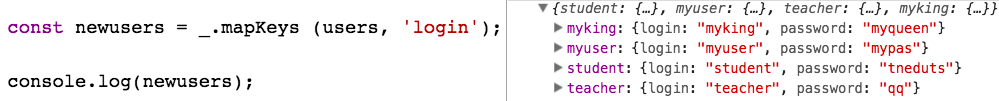 const newusers = _.mapKeys (users, 'login');
console.log(newusers);
▼{student: {…}, myuser: {…}, teacher: {…}, myking: {…}}
▶myking: {login: "myking", password: "myqueen"}
▶myuser: {login: "myuser", password: "mypas"}
▶student: {login: "student", password: "tneduts"}
▶teacher: {login: "teacher", password: "qq"}